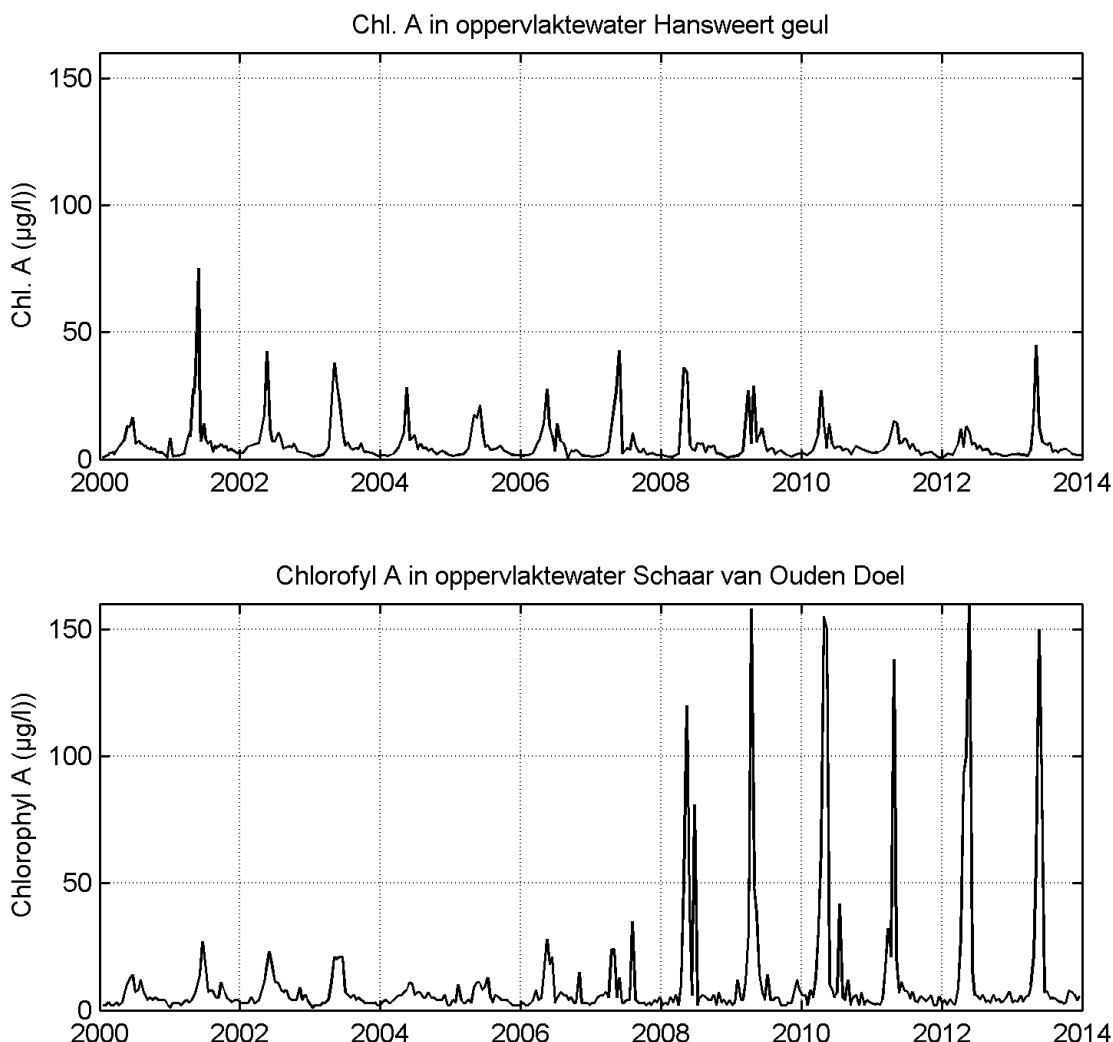 Chl. A in oppervlaktewater Hansweert geul
150
100
50
0
Chl. A (µg/l))
2000 2002 2004 2006 2008 2010 2012 2014
Chlorofyl A in oppervlaktewater Schaar van Ouden Doel
150
100
50
0
Chlorophyl A (µg/l))
2000 2002 2004 2006 2008 2010 2012 2014